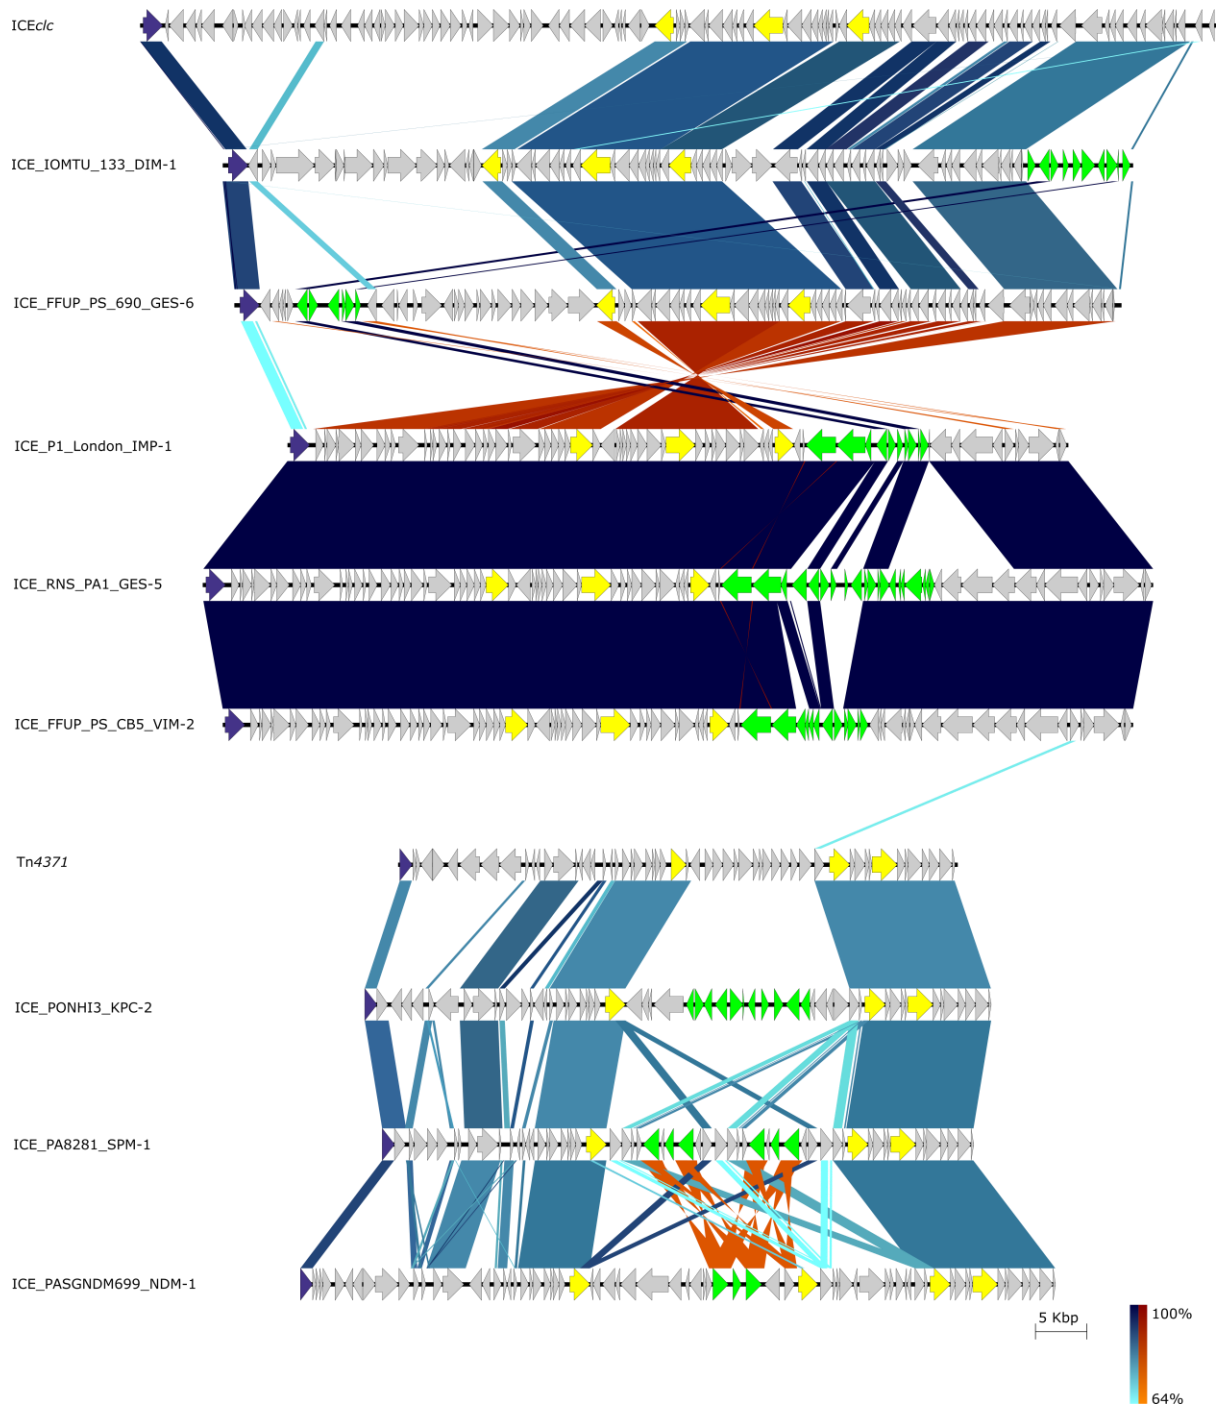 ICEclc
ICE_IOMTU_133_DIM-1
ICE_FFUP_PS_690_GES-6
ICE_P1_London_IMP-1
ICE_RNS_PA1_GES-5
ICE_FFUP_PS_CB5_VIM-2
Tn4371
ICE_PONHI3_KPC-2
ICE_PA8281_SPM-1
ICE_PASGNDM699_NDM-1
5 Kbp
100%
64%